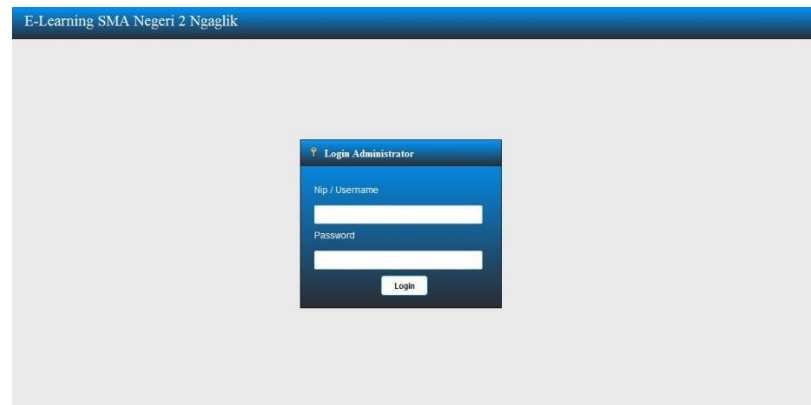 E-Learning SMA Negeri 2 Ngaglik
Login Administrator
Nip / Username
Password
Login